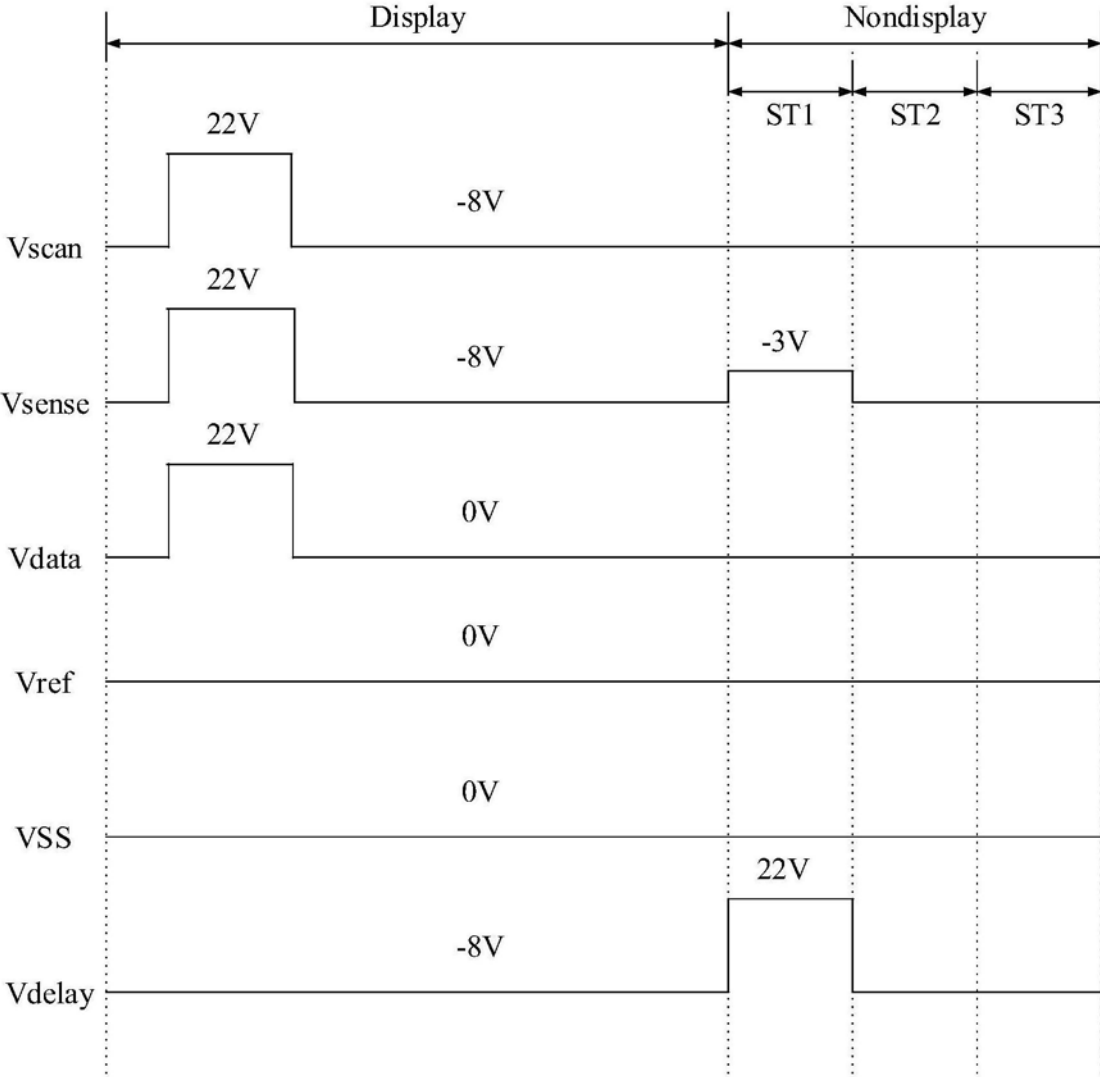 Display Nondisplay
ST1 ST2 ST3
22V
-8V
Vscan
22V
-3V
-8V
Vsense
22V
0V
Vdata
0V
Vref
0V
VSS
22V
-8V
Vdelay